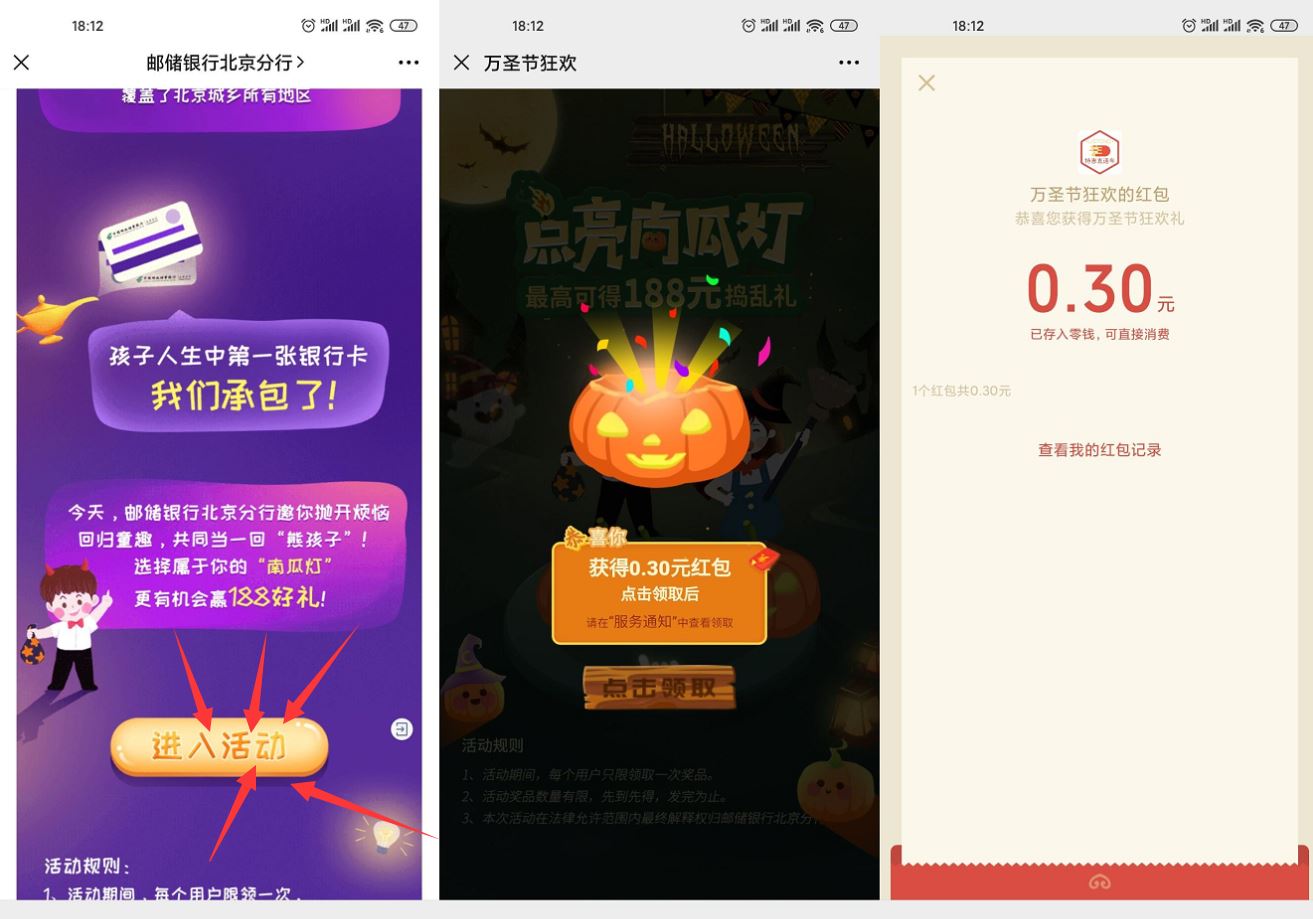 18:12
HD HD 6 47
邮储银行北京分行
覆盖了北京城乡所有地区
孩子人生中第一张银行卡
我们承包了!
今天,邮储银行北京分行邀你抛开烦恼
回归童趣,共同当一回“熊孩子”!
选择属于你的“南瓜灯”
更有机会赢188好礼!
进入活动
活动规则:
1、活动期间,每个用户限领一次,
18:12
HD HD 6 47
万圣节狂欢
HALLOWEEN
点亮南瓜灯
最高可得188元捣乱礼
恭喜你
获得0.30元红包
点击领取后
请在“服务通知”中查看领取
点击领取
活动规则
1、活动期间,每个用户只限领取一次奖品。
2、活动奖品数量有限,先到先得,发完为止。
3、本次活动在法律允许范围内最终解释权归邮储银行北京分行
18:12
HD HD 6 47
万圣节狂欢的红包
恭喜您获得万圣节狂欢礼
0.30元
已存入零钱,可直接消费
1个红包共0.30元
查看我的红包记录